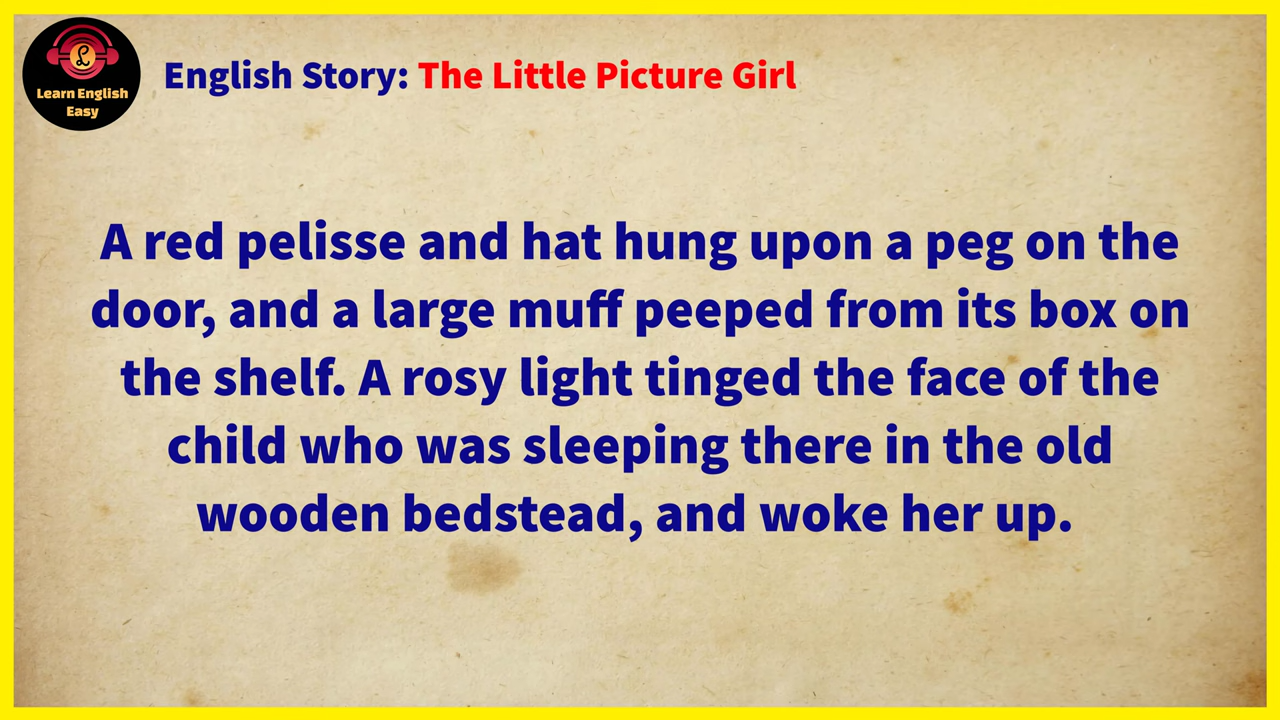 Learn English
Easy
English Story: The Little Picture Girl
A red pelisse and hat hung upon a peg on the
door, and a large muff peeped from its box on
the shelf. A rosy light tinged the face of the
child who was sleeping there in the old
wooden bedstead, and woke her up.